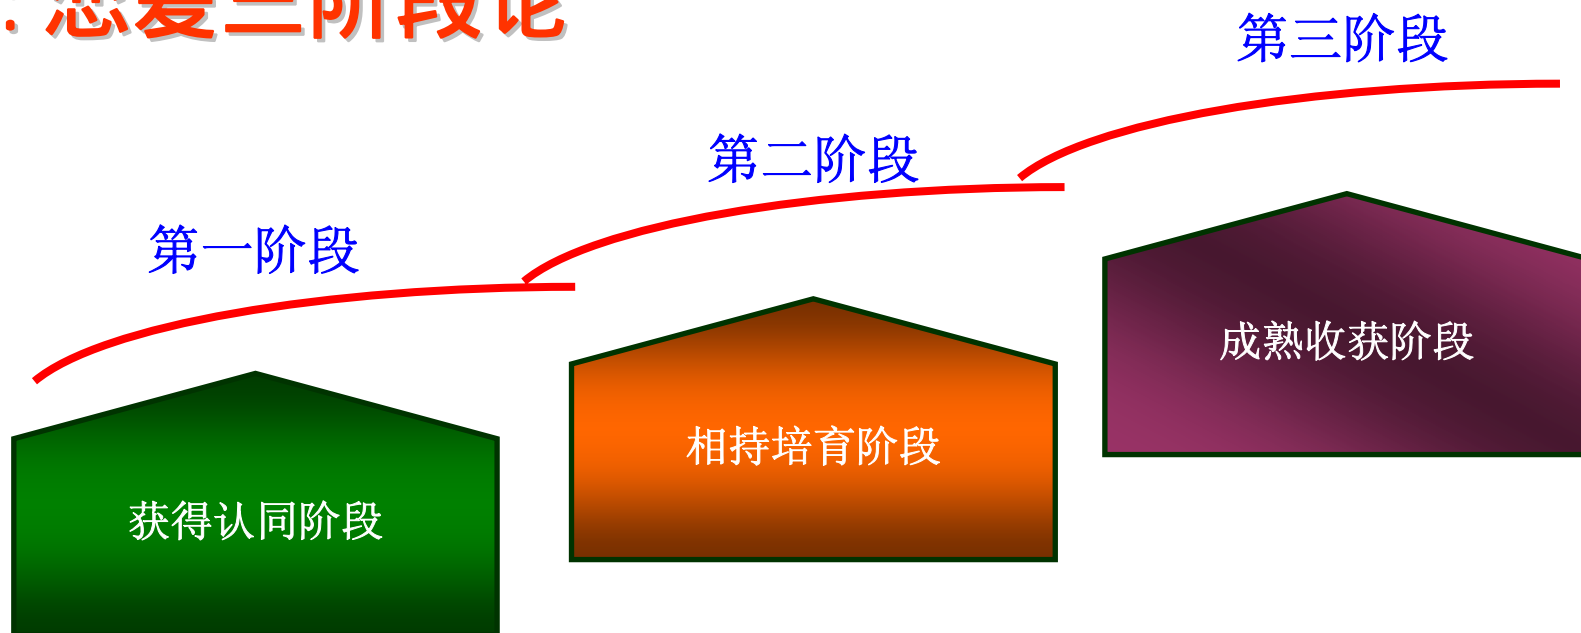 : 恋爱三阶段论
第三阶段
第二阶段
第一阶段
成熟收获阶段
相持培育阶段
获得认同阶段